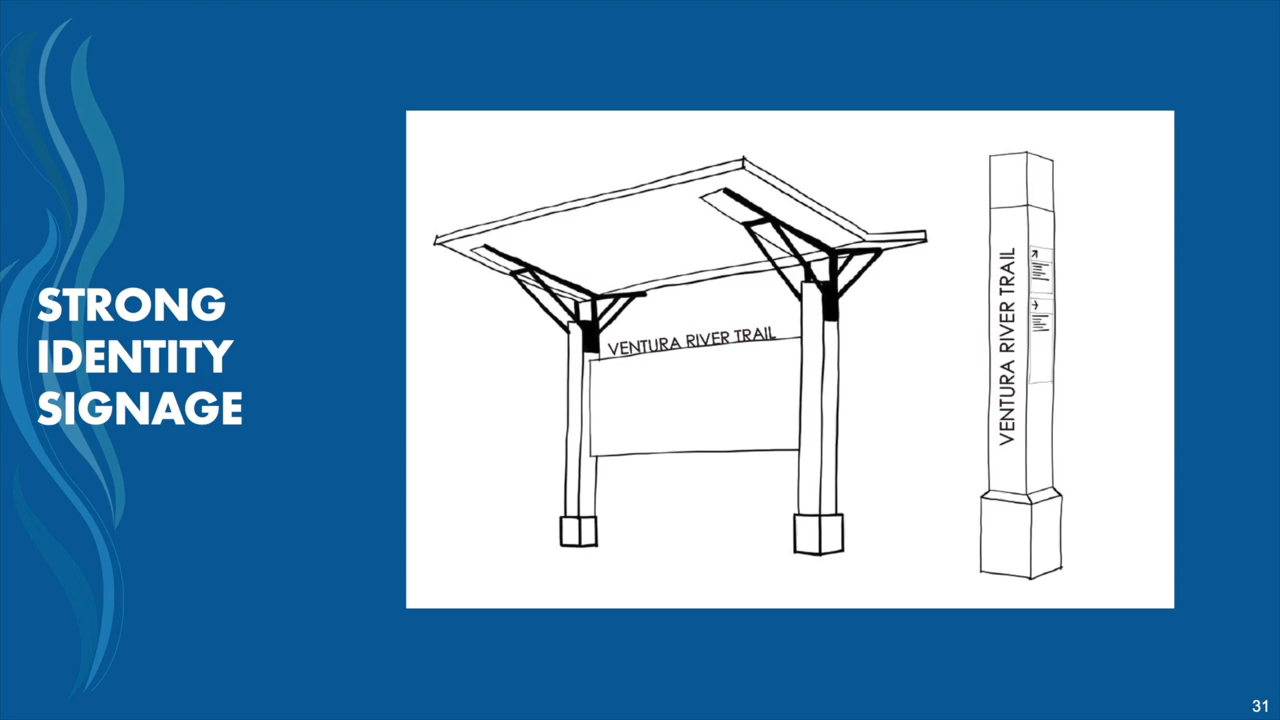 STRONG
IDENTITY
SIGNAGE
VENTURA RIVER TRAIL
VENTURA RIVER TRAIL
31